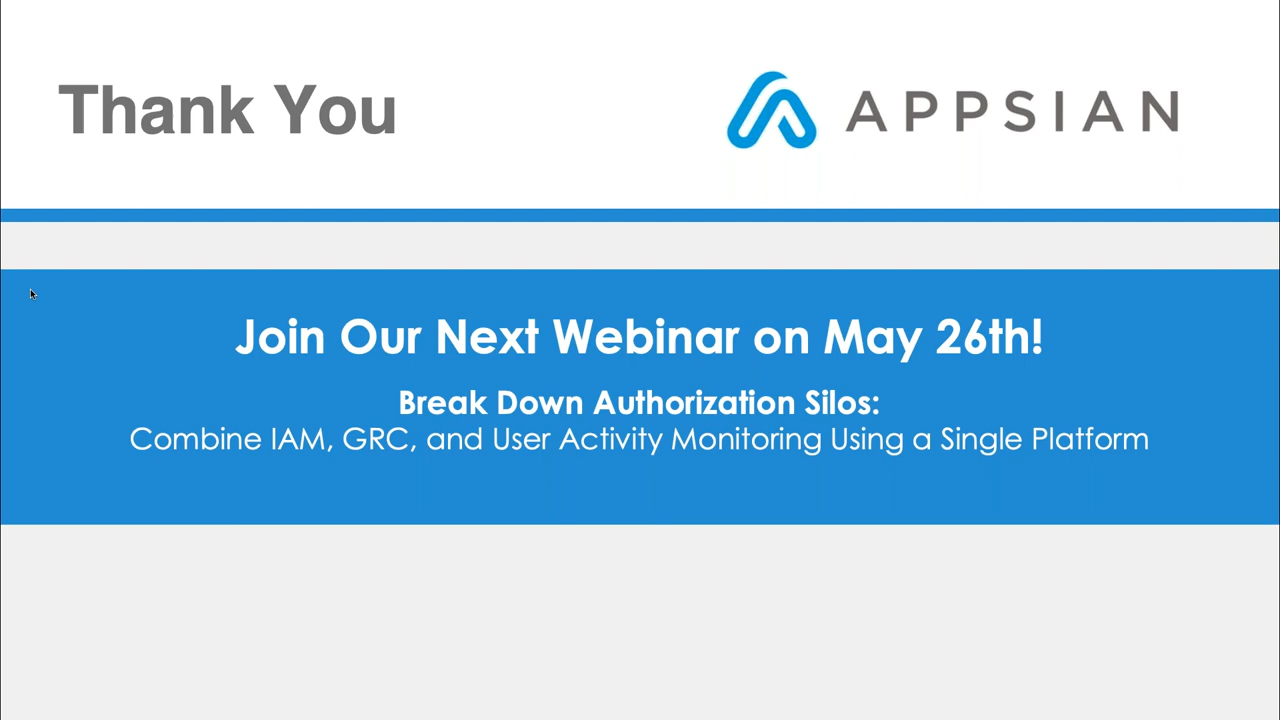 Thank You
APPSIAN
Join Our Next Webinar on May 26th!
Break Down Authorization Silos:
Combine IAM, GRC, and User Activity Monitoring Using a Single Platform